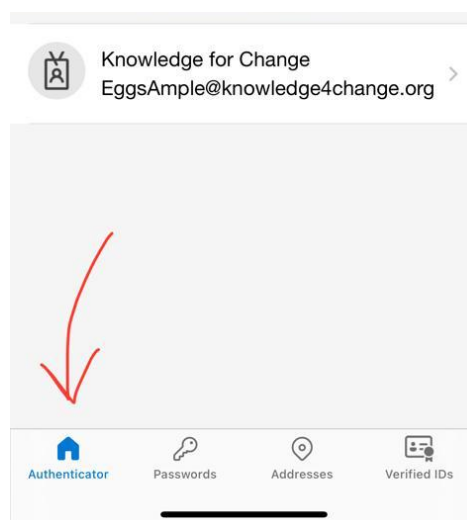 Knowledge for Change
EggsAmple@knowledge4change.org
Authenticator Passwords Addresses Verified IDs